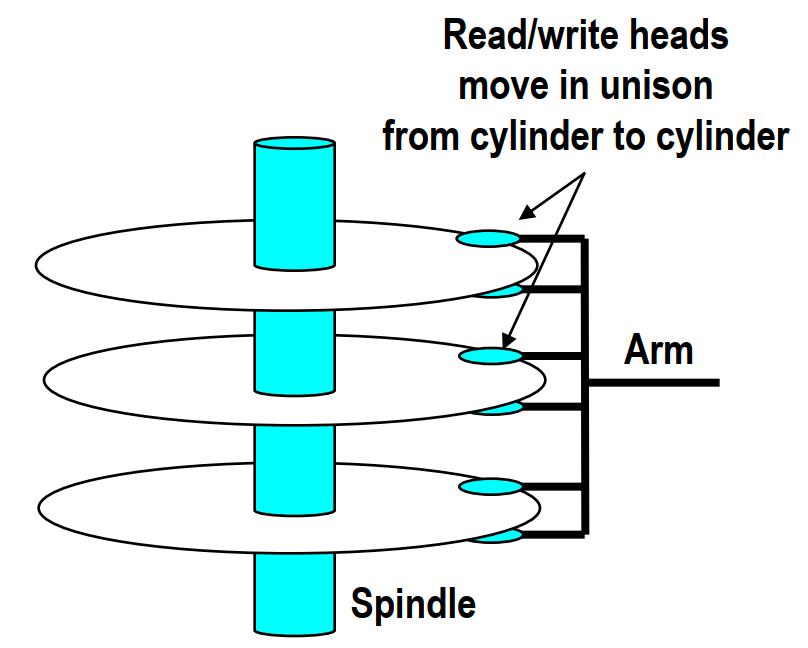 Read/write heads
move in unison
from cylinder to cylinder
Arm
Spindle